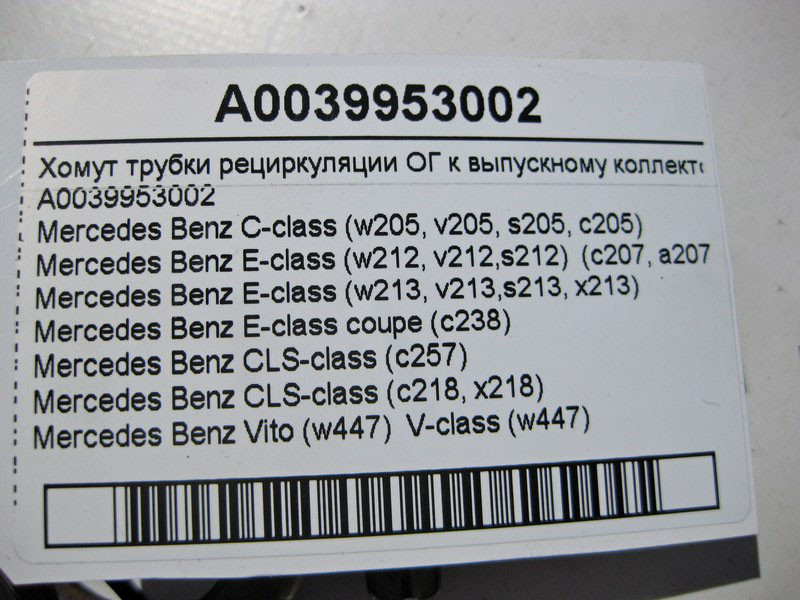 A0039953002
Хомут трубки рециркуляции ОГ к выпускному коллект
A0039953002
Mercedes Benz C-class (w205, v205, s205, c205)
Mercedes Benz E-class (w212, v212,s212) (c207, a207
Mercedes Benz E-class (w213, v213,s213, x213)
Mercedes Benz E-class coupe (c238)
Mercedes Benz CLS-class (c257)
Mercedes Benz CLS-class (c218, x218)
Mercedes Benz Vito (w447) V-class (w447)